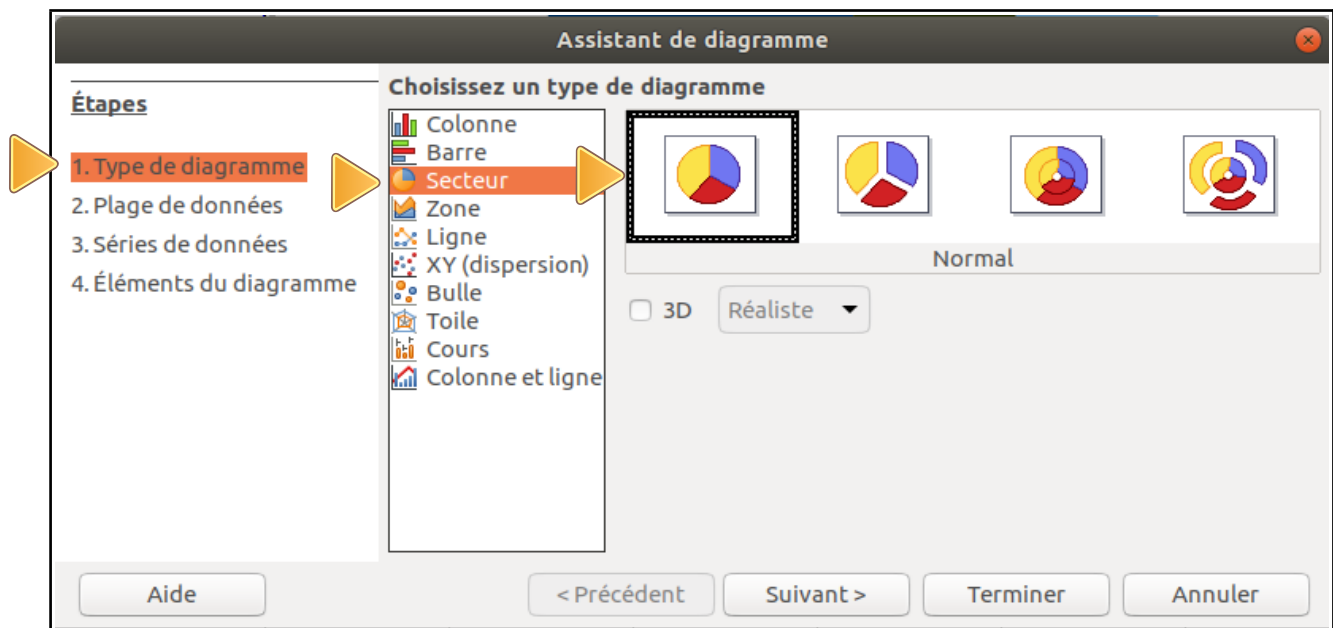 Assistant de diagramme
Étapes
1. Type de diagramme
2. Plage de données
3. Séries de données
4. Éléments du diagramme
Choisissez un type de diagramme
Colonne
Barre
Secteur
Zone
Ligne
XY (dispersion)
Bulle
Toile
Cours
Colonne et ligne
Normal
3D
Réaliste
Aide
< Précédent
Suivant >
Terminer
Annuler